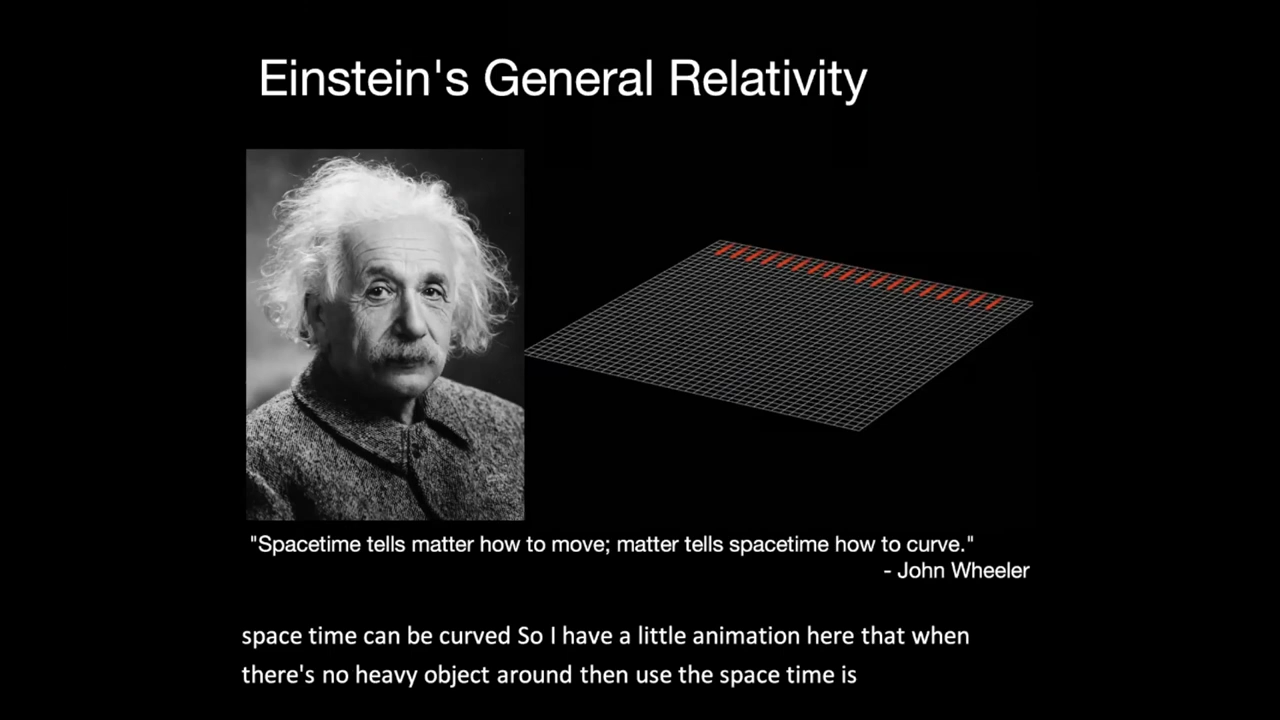 Einstein's General Relativity
"Spacetime tells matter how to move; matter tells spacetime how to curve."
- John Wheeler
space time can be curved So I have a little animation here that when
there's no heavy object around then use the space time is